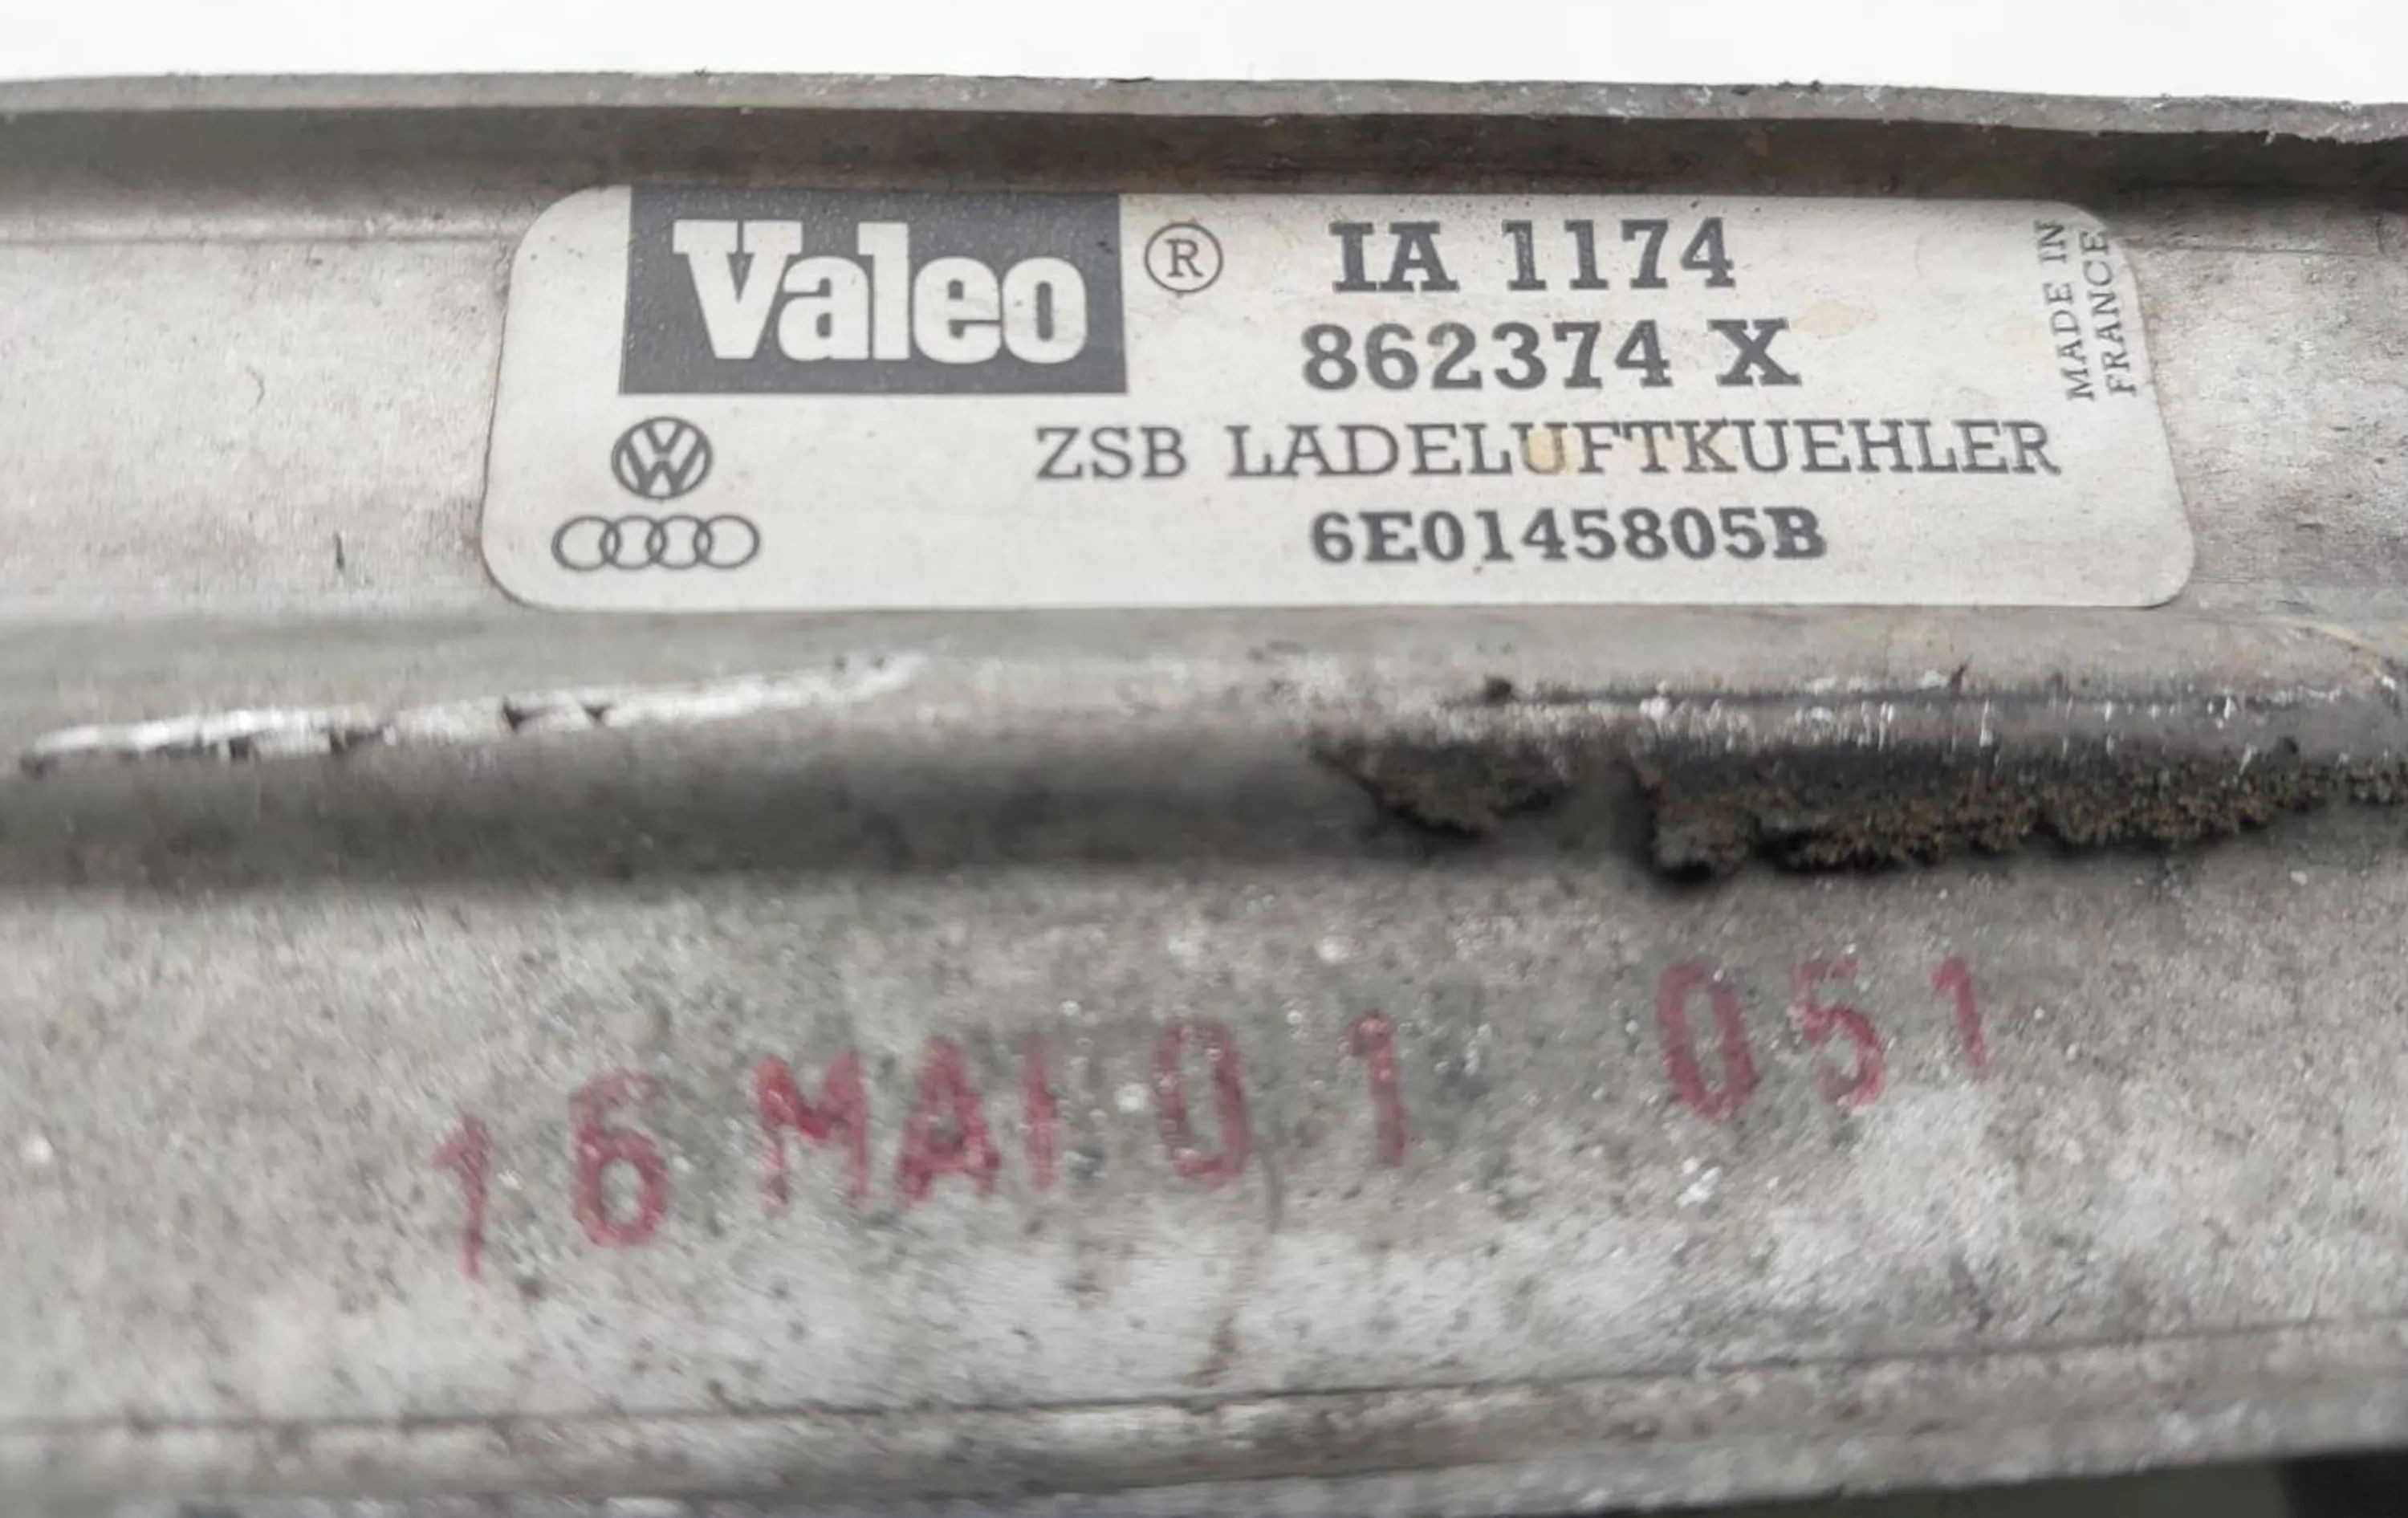 Valeo ® IA 1174
862374 X
MADE IN
FRANCE
ZSB LADELUFTKUEHLER
6E0145805B
16 MAI 01 051